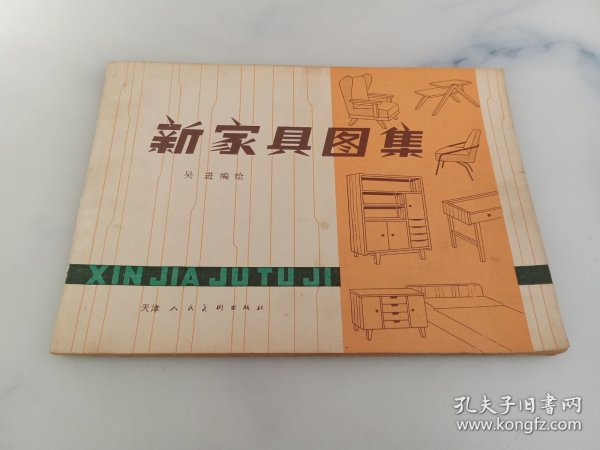 新家具图集
吴进编绘
XIN JIA JU TU JI
天津人民美術出版社
孔夫子旧书网
www.kongfz.com